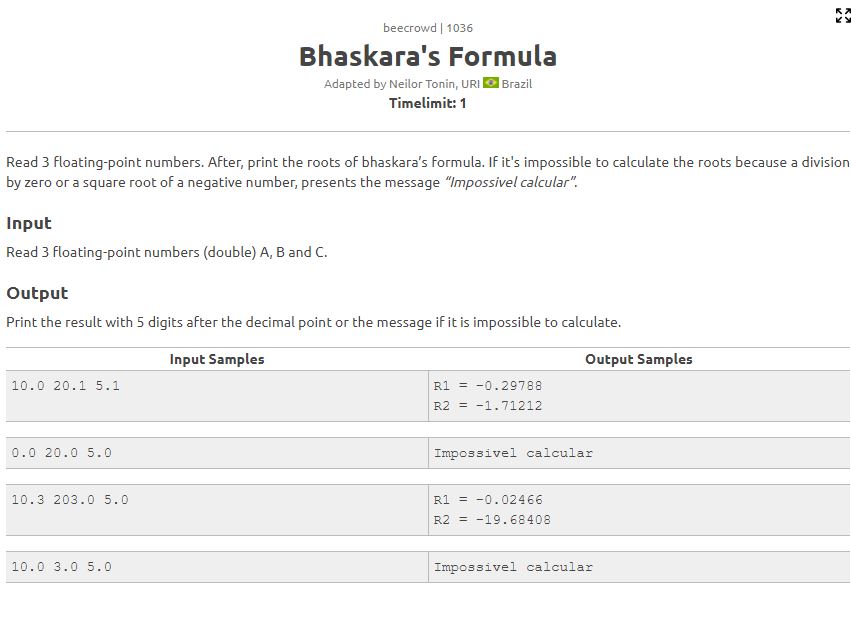 beecrowd | 1036
Bhaskara's Formula
Adapted by Neilor Tonin, URI Brazil
Timelimit: 1
Read 3 floating-point numbers. After, print the roots of bhaskara’s formula. If it's impossible to calculate the roots because a division
by zero or a square root of a negative number, presents the message “Impossivel calcular”.
Input
Read 3 floating-point numbers (double) A, B and C.
Output
Print the result with 5 digits after the decimal point or the message if it is impossible to calculate.
Input Samples Output Samples
10.0 20.1 5.1 R1 = -0.29788
R2 = -1.71212
0.0 20.0 5.0 Impossivel calcular
10.3 203.0 5.0 R1 = -0.02466
R2 = -19.68408
10.0 3.0 5.0 Impossivel calcular